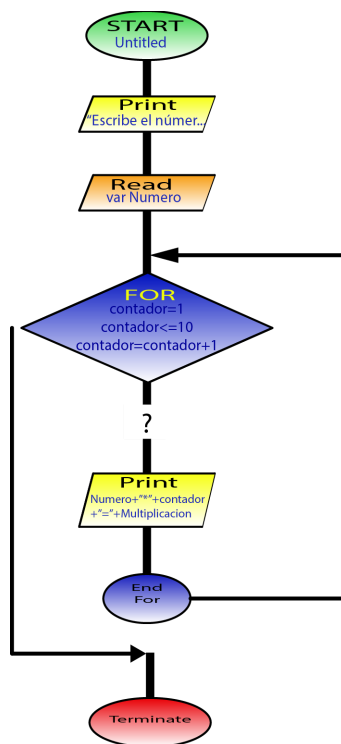 START
Untitled
Print
"Escribe el númer...
Read
var Numero
FOR
contador=1
contador<=10
contador=contador+1
?
Print
Numero+"*"+contador
+"="+Multiplicacion
End
For
Terminate